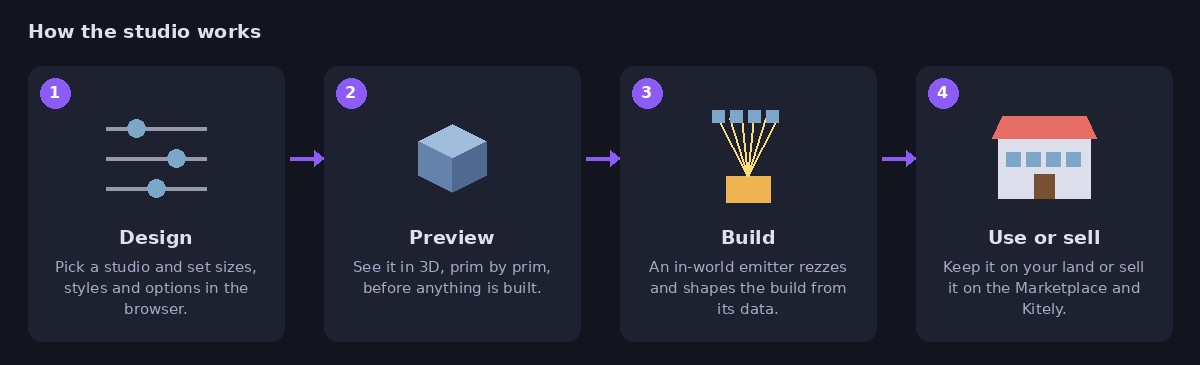 How the studio works
1
2
3
4
Design
Pick a studio and set sizes,
styles and options in the
browser.
Preview
See it in 3D, prim by prim,
before anything is built.
Build
An in-world emitter rezzes
and shapes the build from
its data.
Use or sell
Keep it on your land or sell
it on the Marketplace and
Kitely.